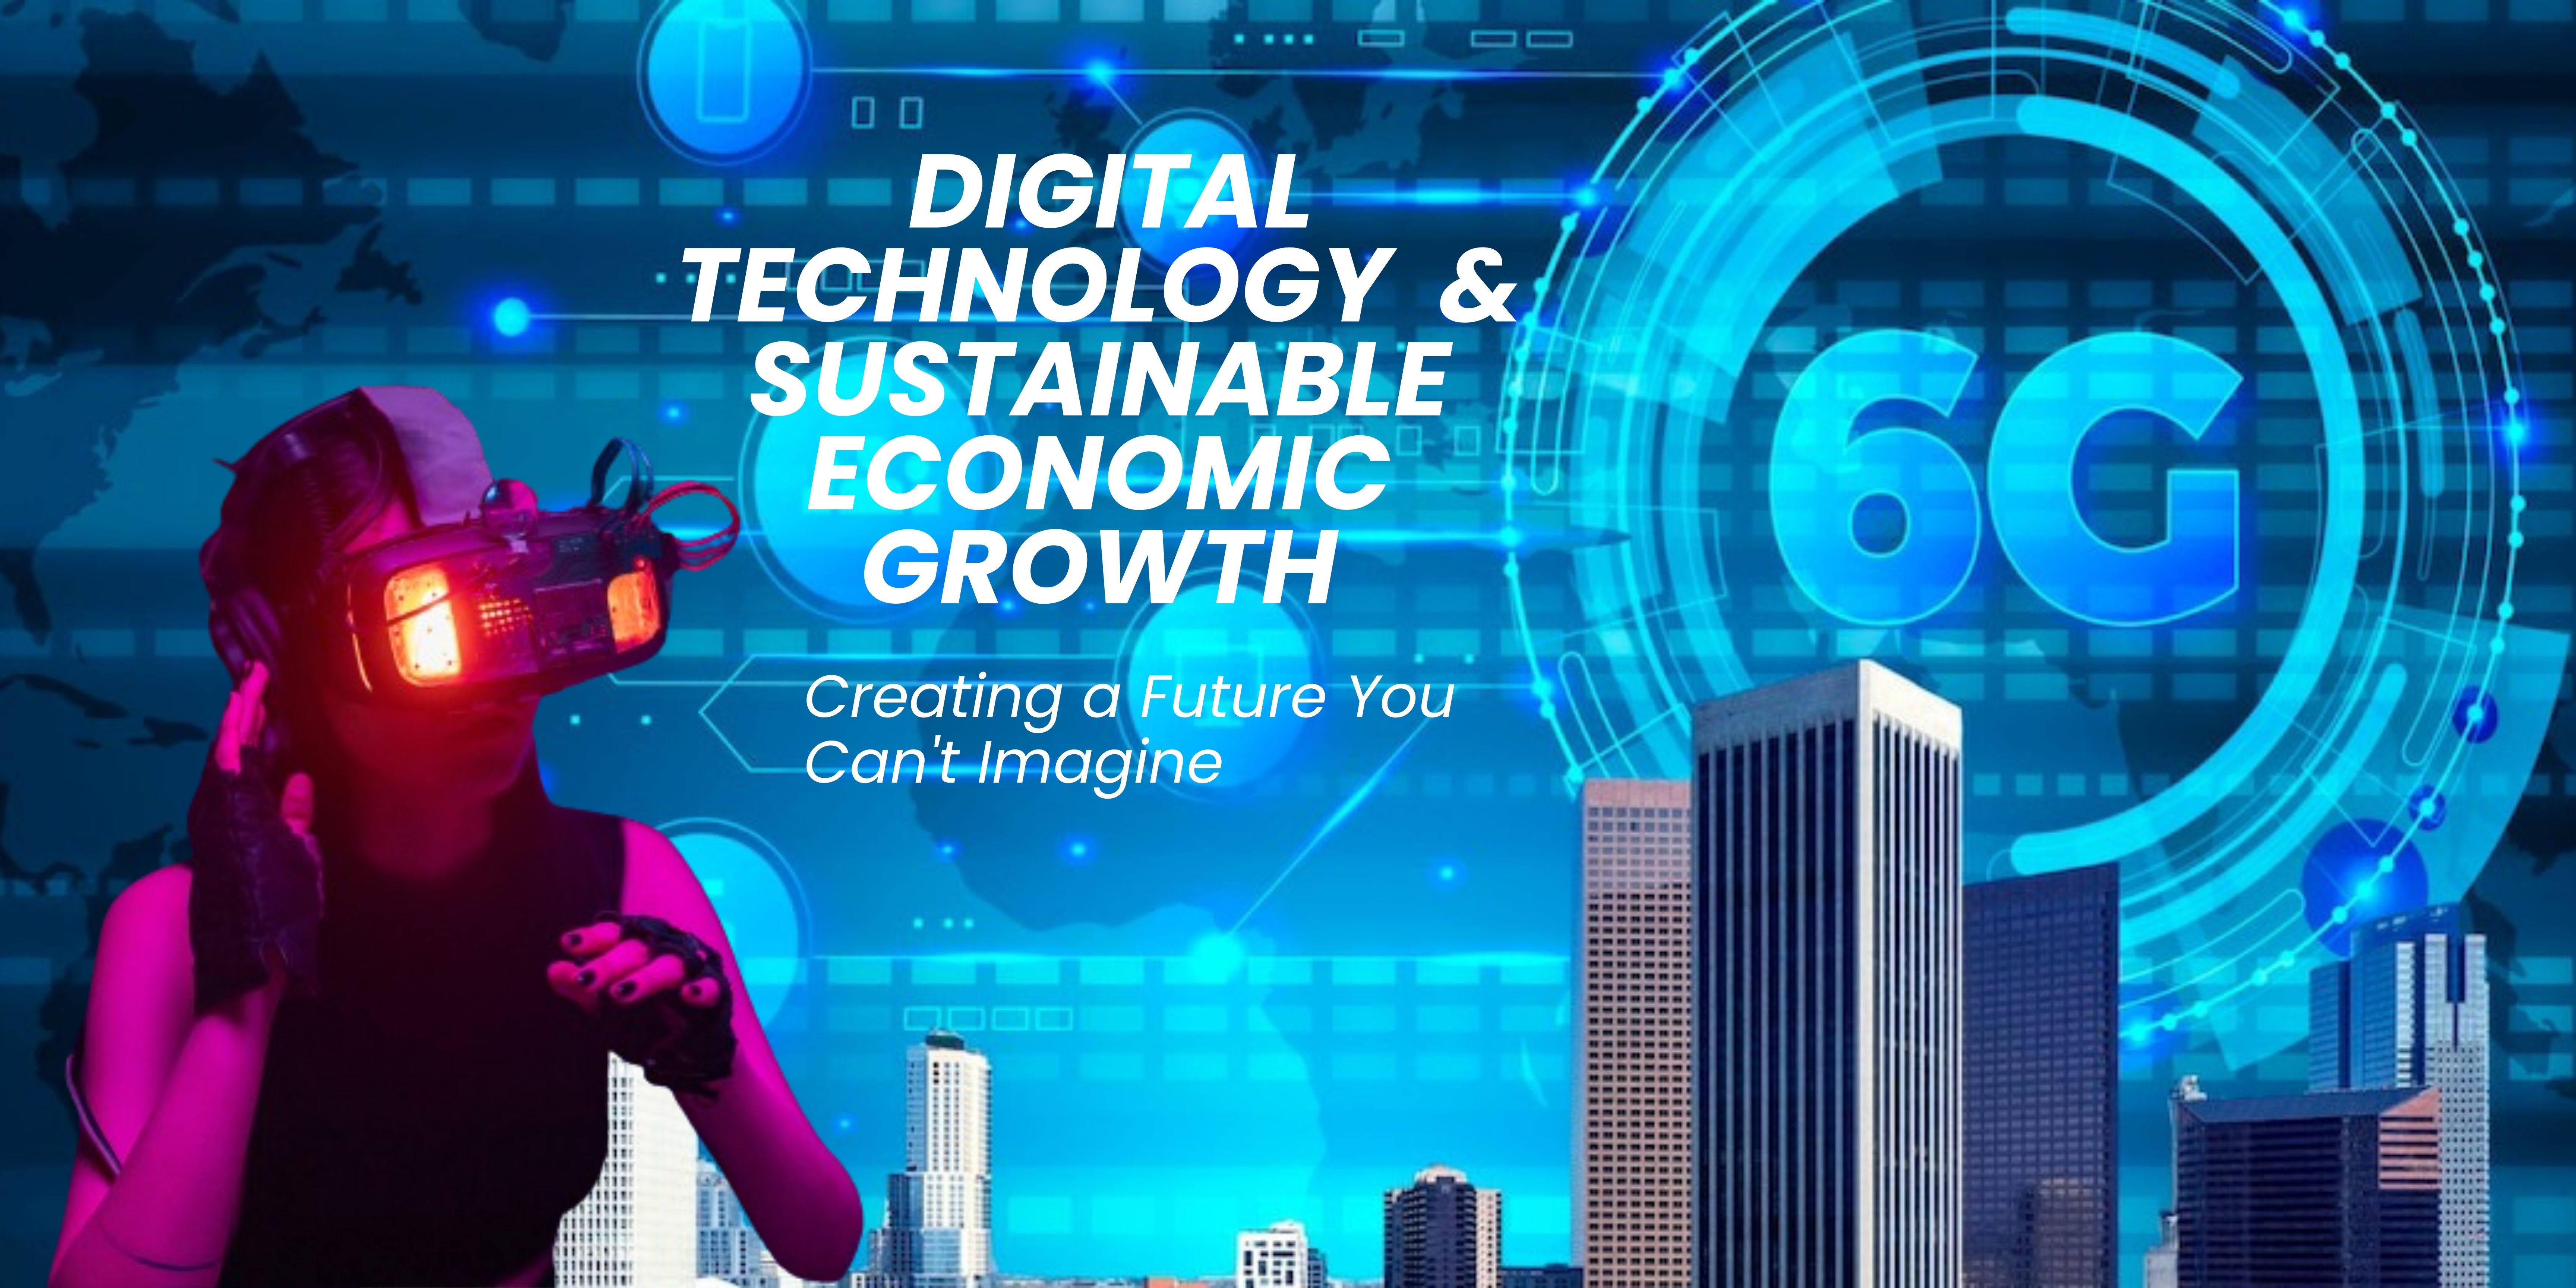 DIGITAL
TECHNOLOGY &
SUSTAINABLE
ECONOMIC
GROWTH
Creating a Future You
Can't Imagine
6G